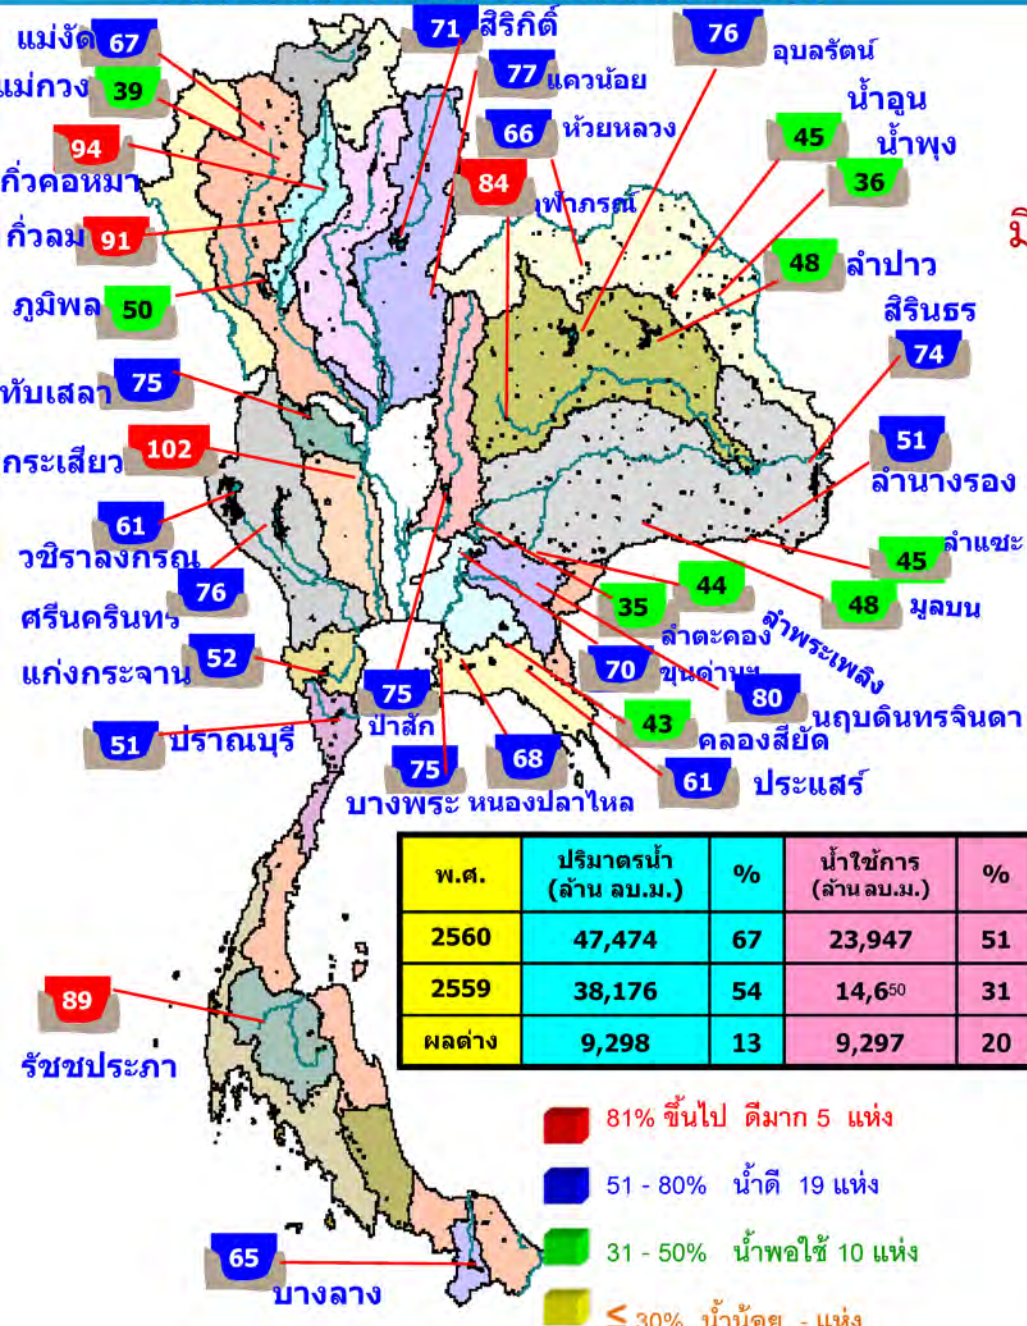 แม่งัด 67
71 สิริกิติ์
76 อุบลรัตน์
แม่กวง 39
77 แควน้อย
น้ำอูน
45
66 ห้วยหลวง
น้ำพุง
36
94
กิ่วคอหมา
84
ฬาภรณ์
กิ่วลม 91
48 ลำปาว
ภูมิพล 50
สิรินธร
74
75
ทับเสลา
กระเสียว 102
51
ลำนางรอง
61
วชิราลงกรณ
45 ลำแซะ
76
ศรีนครินทร
35
ลำตะคอง
44
ลำพระเพลิง
48 มูลบน
แก่งกระจาน 52
70 ขุนด่านฯ
75
ป่าสัก
80
นฤบดินทรจินดา
51 ปราณบุรี
43
คลองสียัด
75
บางพระ
68
หนองปลาไหล
61 ประแสร์
พ.ศ. ปริมาตรน้ำ (ล้าน ลบ.ม.) % น้ำใช้การ (ล้าน ลบ.ม.) %
2560 47,474 67 23,947 51
2559 38,176 54 14,650 31
ผลต่าง 9,298 13 9,297 20
89
รัชชประภา
81% ขึ้นไป ดีมาก 5 แห่ง
51 - 80% น้ำดี 19 แห่ง
31 - 50% น้ำพอใช้ 10 แห่ง
65
บางลาง
≤ 30% น้ำน้อย - แห่ง